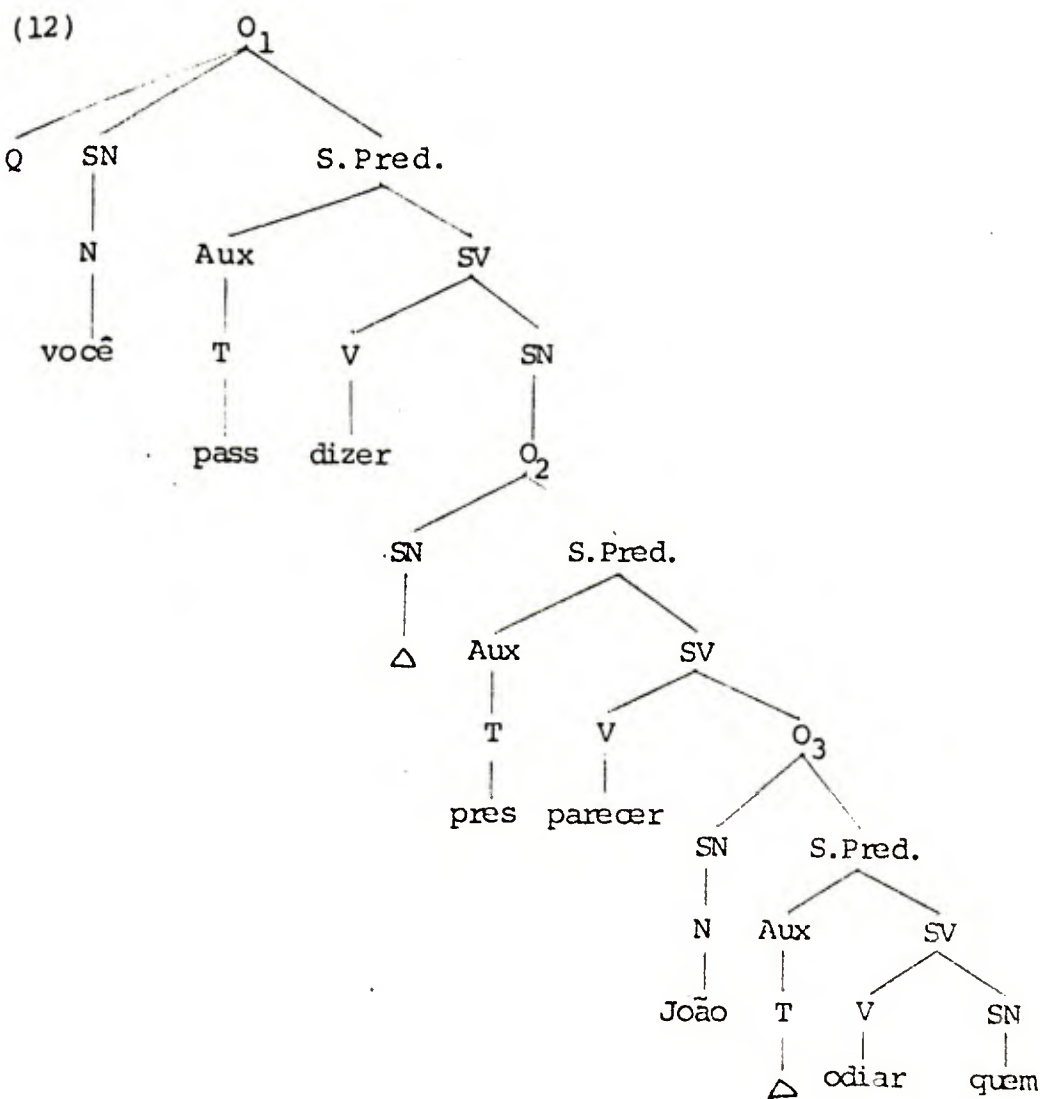 (12) O1
Q SN S.Pred.
N Aux SV
você T V SN
pass dizer O2
SN S.Pred.
△ Aux SV
T V O3
pres parecer
SN S.Pred.
N Aux SV
João T V SN
△ odiar quem